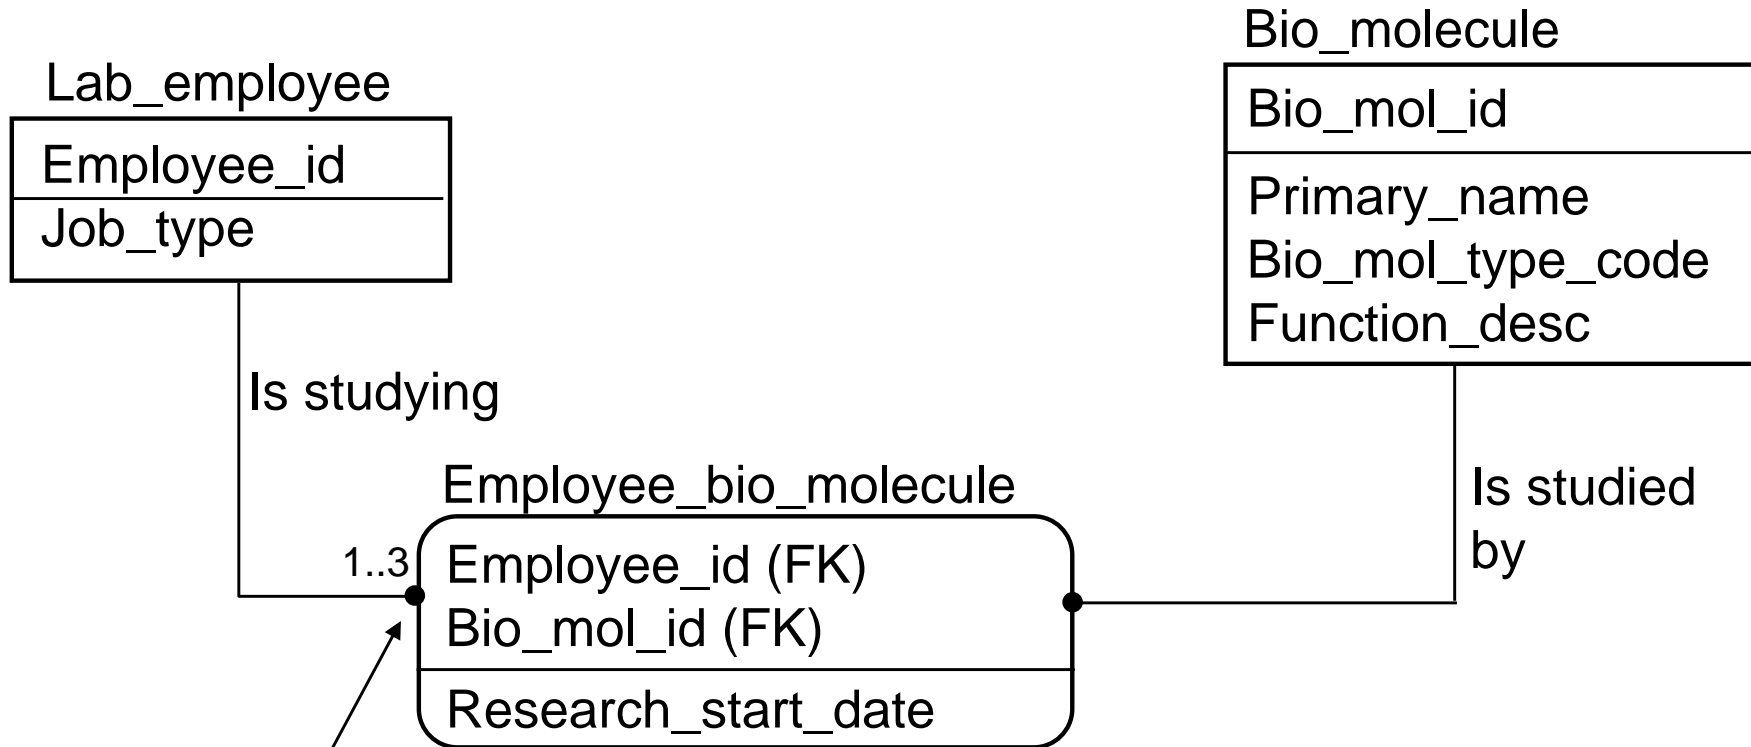 Lab_employee
Employee_id
Job_type
Is studying
Bio_molecule
Bio_mol_id
Primary_name
Bio_mol_type_code
Function_desc
Is studied
by
Employee_bio_molecule
1..3
Employee_id (FK)
Bio_mol_id (FK)
Research_start_date